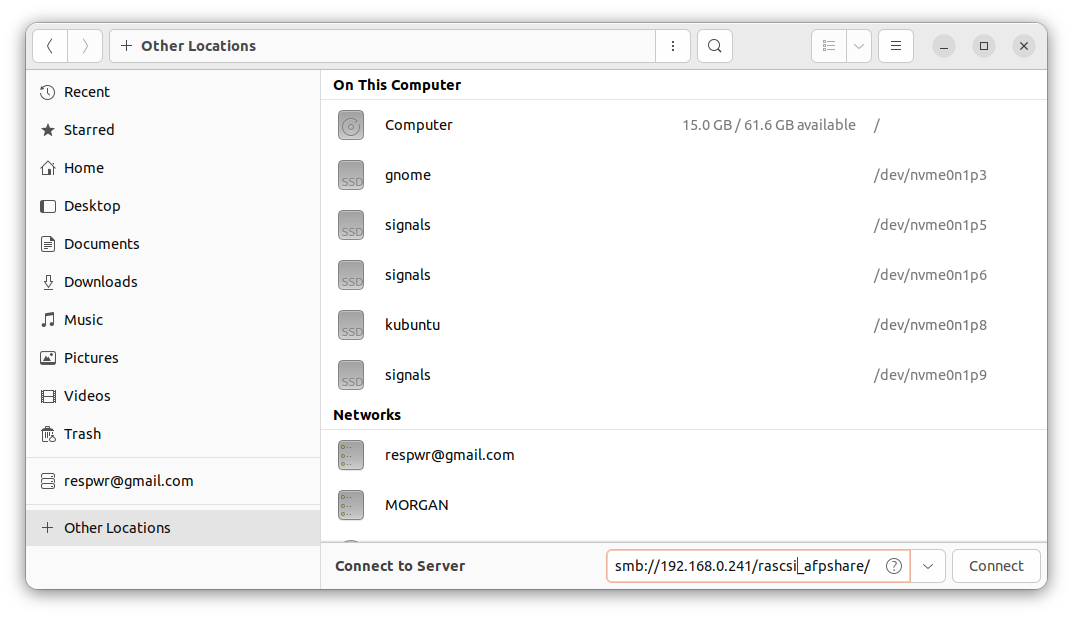 Other Locations
Recent
Starred
Home
Desktop
Documents
Downloads
Music
Pictures
Videos
Trash
respwr@gmail.com
Other Locations
On This Computer
Computer 15.0 GB / 61.6 GB available /
SSD gnome /dev/nvme0n1p3
SSD signals /dev/nvme0n1p5
SSD signals /dev/nvme0n1p6
SSD kubuntu /dev/nvme0n1p8
SSD signals /dev/nvme0n1p9
Networks
respwr@gmail.com
MORGAN
Connect to Server smb://192.168.0.241/rascsi_afpshare/ ? Connect